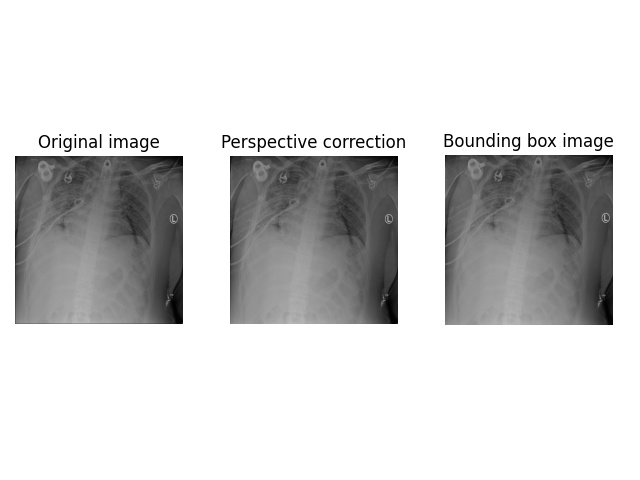 Original image
Perspective correction
Bounding box image
L
L
L